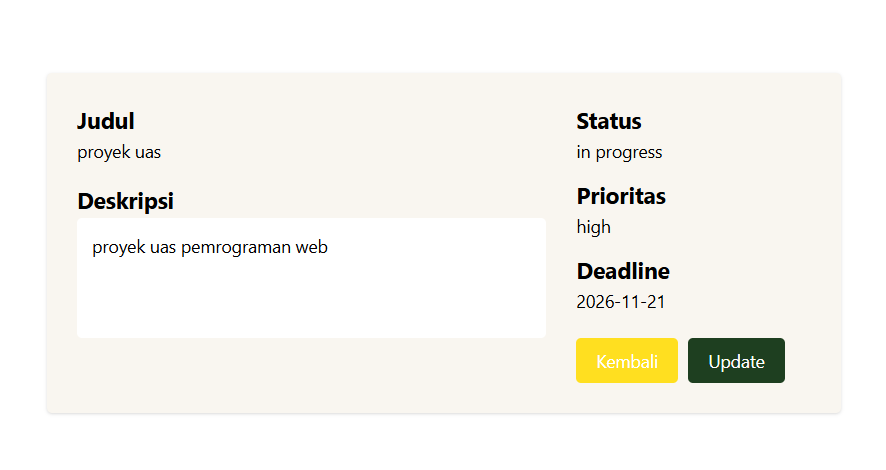 Judul
proyek uas
Deskripsi
proyek uas pemrograman web
Status
in progress
Prioritas
high
Deadline
2026-11-21
Kembali
Update